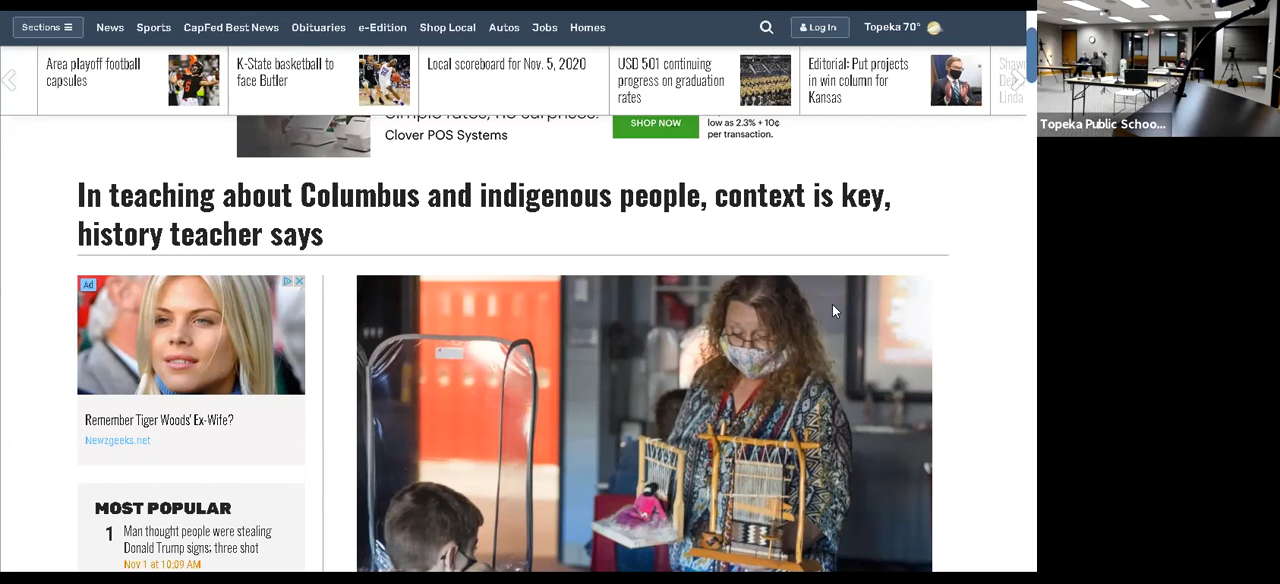 Sections
News
Sports
CapFed Best News
Obituaries
e-Edition
Shop Local
Autos
Jobs
Homes
Log In
Topeka 70°
Area playoff football
capsules
K-State basketball to
face Butler
Local scoreboard for Nov. 5, 2020
USD 501 continuing
progress on graduation
rates
Editorial: Put projects
in win column for
Kansas
Linda
Clover POS Systems
SHOP NOW
low as 2.3% + 10¢
per transaction.
Topeka Public Schoo...
In teaching about Columbus and indigenous people, context is key,
history teacher says
Ad
Remember Tiger Woods' Ex-Wife?
Newzgeeks.net
MOST POPULAR
1 Man thought people were stealing
Donald Trump signs; three shot
Nov 1 at 10:09 AM